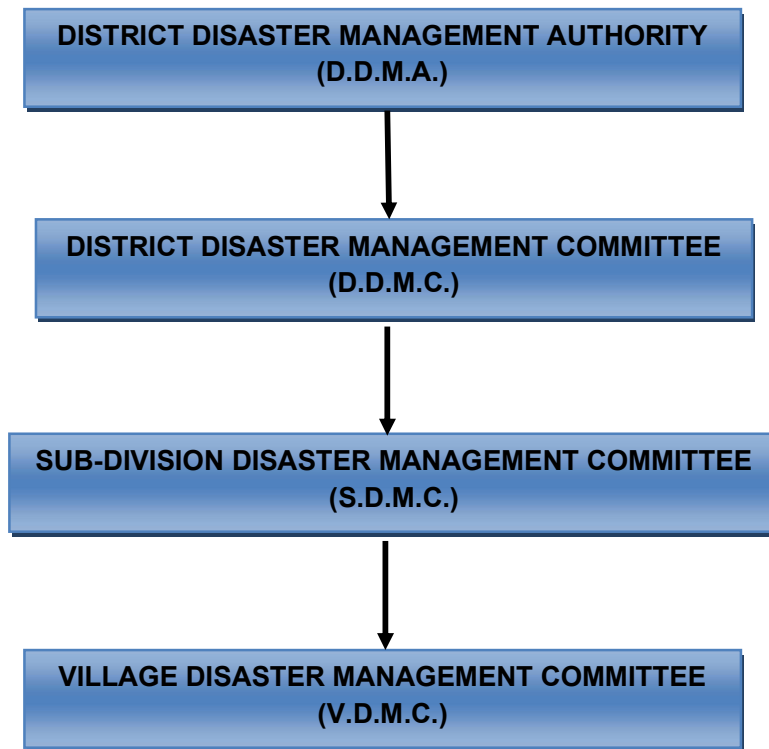 DISTRICT DISASTER MANAGEMENT AUTHORITY
(D.D.M.A.)
DISTRICT DISASTER MANAGEMENT COMMITTEE
(D.D.M.C.)
SUB-DIVISION DISASTER MANAGEMENT COMMITTEE
(S.D.M.C.)
VILLAGE DISASTER MANAGEMENT COMMITTEE
(V.D.M.C.)